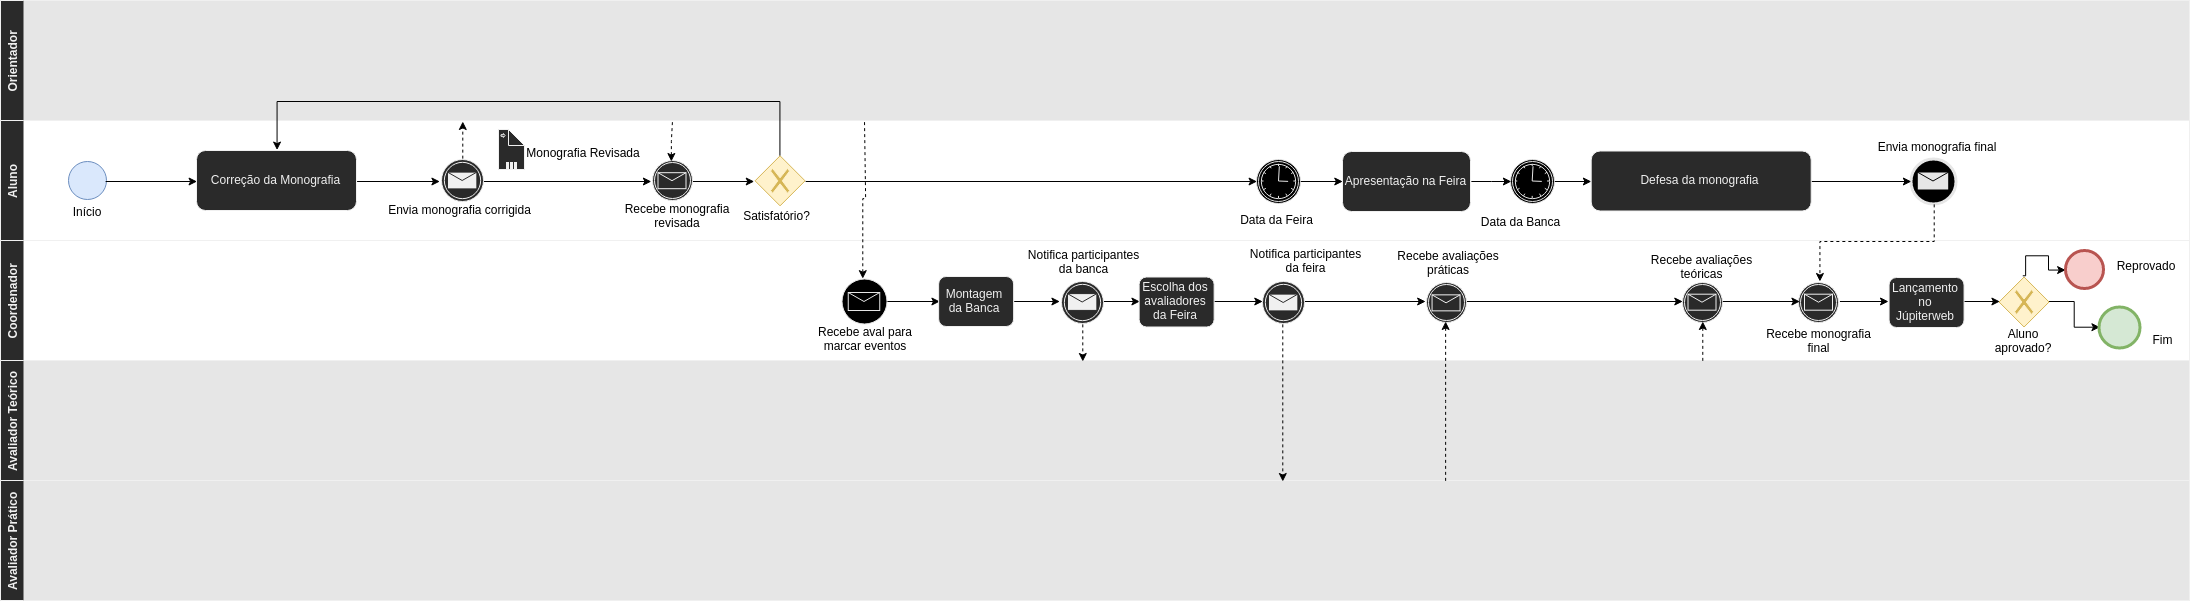 Orientador
Aluno
Início
Correção da Monografia
Envia monografia corrigida
Monografia Revisada
Recebe monografia
revisada
Satisfatório?
Data da Feira
Apresentação na Feira
Data da Banca
Defesa da monografia
Envia monografia final
Coordenador
Recebe aval para
marcar eventos
Montagem
da Banca
Notifica participantes
da banca
Escolha dos
avaliadores
da Feira
Notifica participantes
da feira
Recebe avaliações
práticas
Recebe avaliações
teóricas
Recebe monografia
final
Lançamento
no
Júpiterweb
Aluno
aprovado?
Reprovado
Fim
Avaliador Teórico
Avaliador Prático